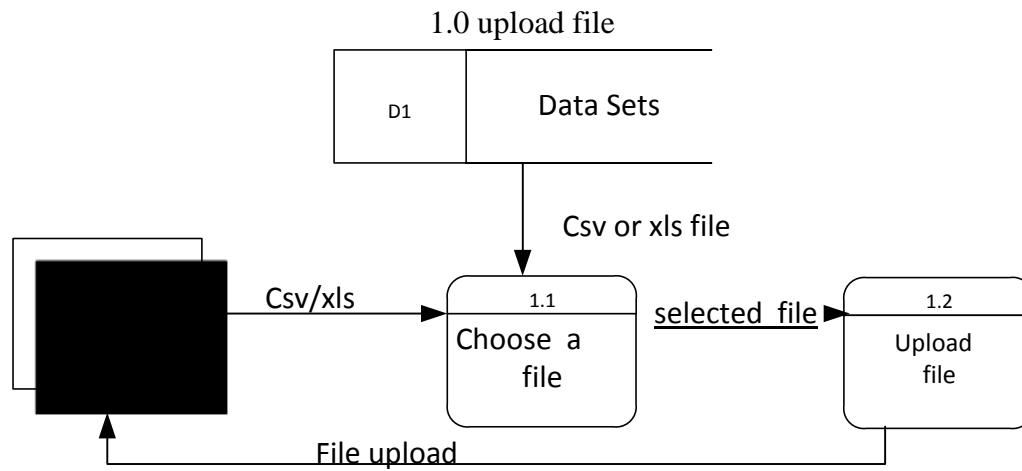 1.0 upload file
D1
Data Sets
Csv or xls file
Csv/xls
1.1
Choose a
file
selected file
1.2
Upload
file
File upload